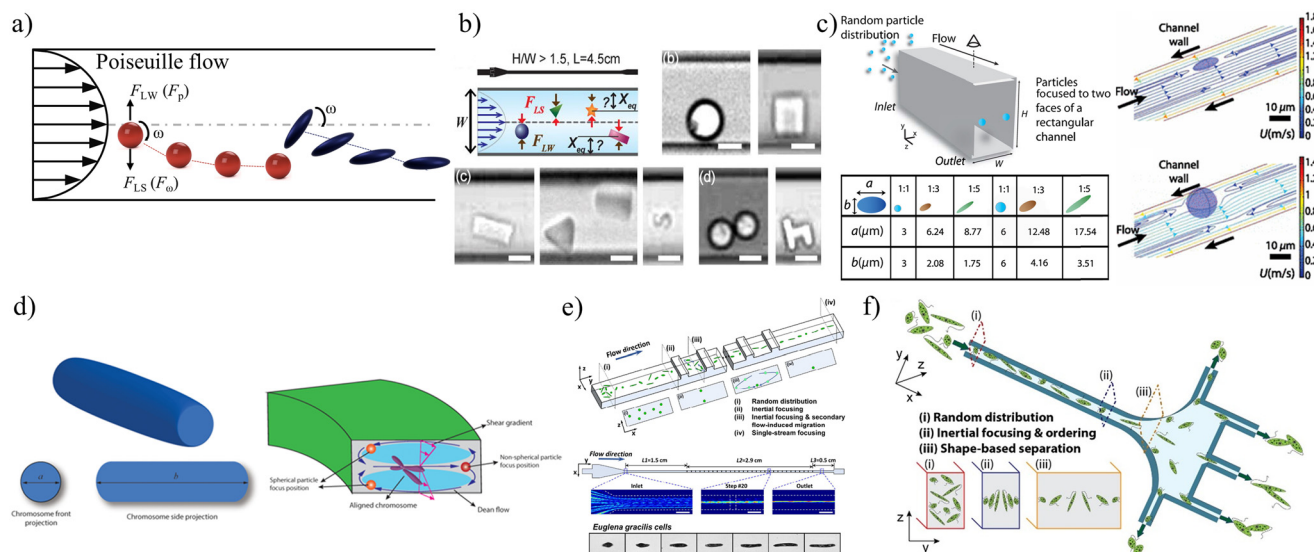 a)
Poiseuille flow
F_LW (F_p)
ω
ω
F_LS (F_ω)
b)
H/W > 1.5, L=4.5cm
W
F_LS
F_LW
?
X_eq
X_eq
?
(b)
(c)
(d)
c)
Random particle
distribution
Flow
Inlet
y
x
z
Outlet
W
H
Particles
focused to two
faces of a
rectangular
channel
a
b
1:1 1:3 1:5 1:1 1:3 1:5
a(μm) 3 6.24 8.77 6 12.48 17.54
b(μm) 3 2.08 1.75 6 4.16 3.51
Channel
wall
Flow
10 μm
U(m/s)
Channel
wall
Flow
10 μm
U(m/s)
d)
a
b
Chromosome front
projection
Chromosome side projection
Shear gradient
Spherical particle
focus position
Non-spherical particle
focus position
Aligned chromosome
Dean flow
e)
Flow direction
(i)
(ii)
(iii)
(iv)
(i) Random distribution
(ii) Inertial focusing
(iii) Inertial focusing & secondary
flow-induced migration
(iv) Single-stream focusing
Flow direction
L1=1.5 cm
L2=2.9 cm
L3=0.5 cm
Inlet
Step #20
Outlet
Euglena gracilis cells
f)
(i)
(ii)
(iii)
y
z
x
(i) Random distribution
(ii) Inertial focusing & ordering
(iii) Shape-based separation
(i)
(ii)
(iii)
z
y